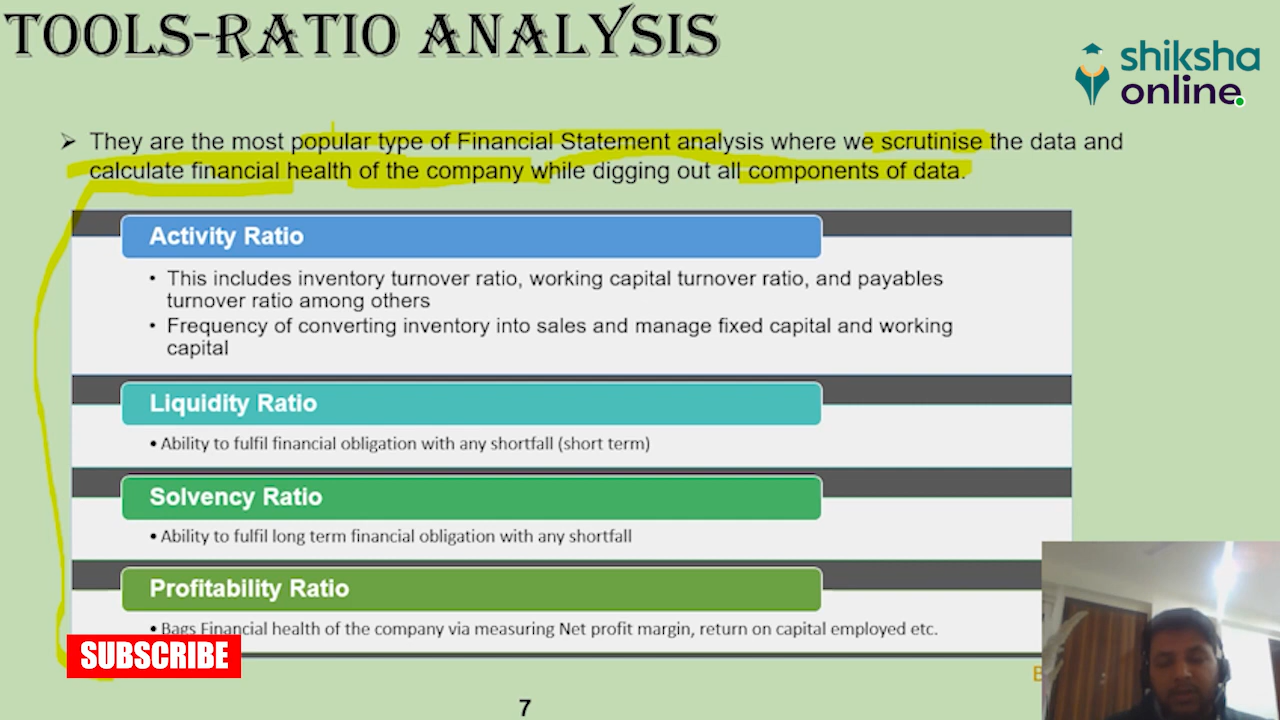 TOOLS-RATIO ANALYSIS
shiksha
online
➢ They are the most popular type of Financial Statement analysis where we scrutinise the data and
calculate financial health of the company while digging out all components of data.
Activity Ratio
• This includes inventory turnover ratio, working capital turnover ratio, and payables
turnover ratio among others
• Frequency of converting inventory into sales and manage fixed capital and working
capital
Liquidity Ratio
• Ability to fulfil financial obligation with any shortfall (short term)
Solvency Ratio
• Ability to fulfil long term financial obligation with any shortfall
Profitability Ratio
• Bags Financial health of the company via measuring Net profit margin, return on capital employed etc.
SUBSCRIBE
7